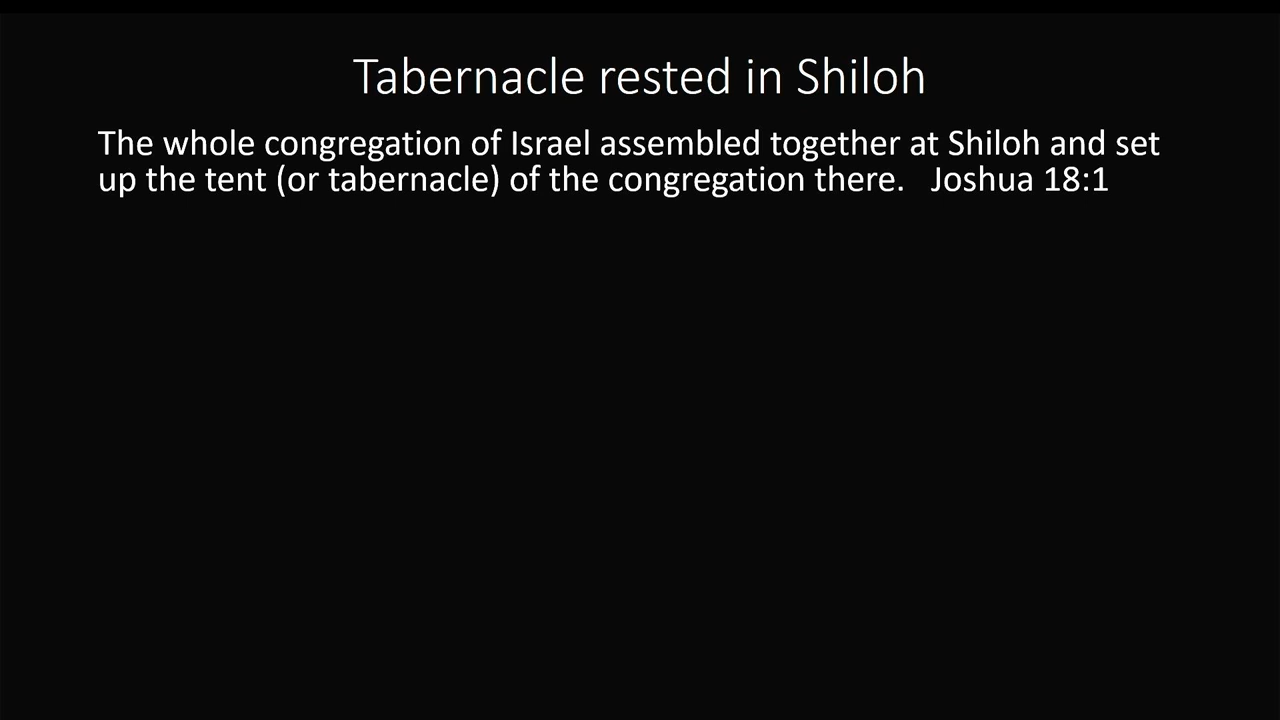 Tabernacle rested in Shiloh
The whole congregation of Israel assembled together at Shiloh and set
up the tent (or tabernacle) of the congregation there.   Joshua 18:1